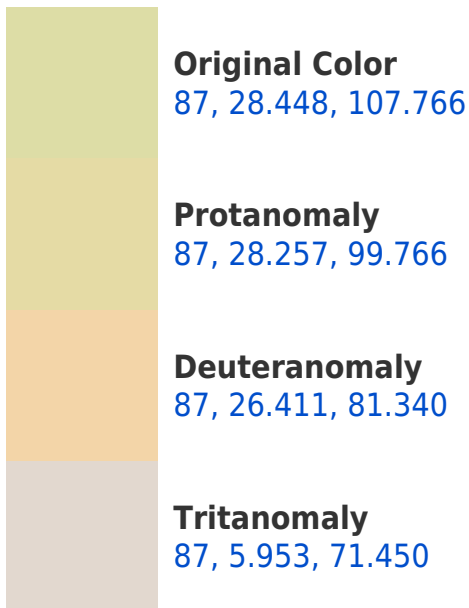 Original Color
87, 28.448, 107.766
Protanomaly
87, 28.257, 99.766
Deuteranomaly
87, 26.411, 81.340
Tritanomaly
87, 5.953, 71.450